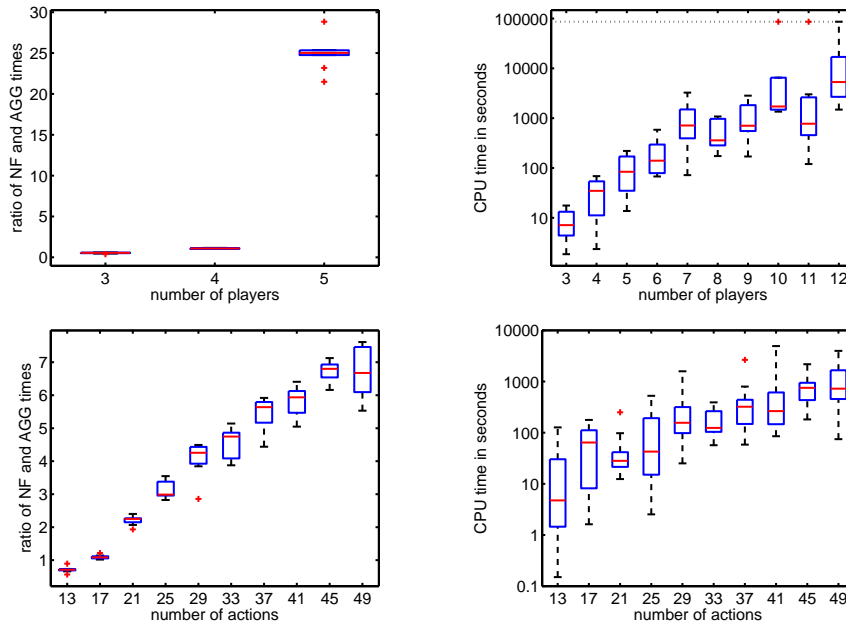 30
25
20
15
10
5
0
3 4 5
number of players
ratio of NF and AGG times
100000
10000
1000
100
10
3 4 5 6 7 8 9 10 11 12
number of players
CPU time in seconds
7
6
5
4
3
2
1
13 17 21 25 29 33 37 41 45 49
number of actions
ratio of NF and AGG times
10000
1000
100
10
1
0.1
13 17 21 25 29 33 37 41 45 49
number of actions
CPU time in seconds